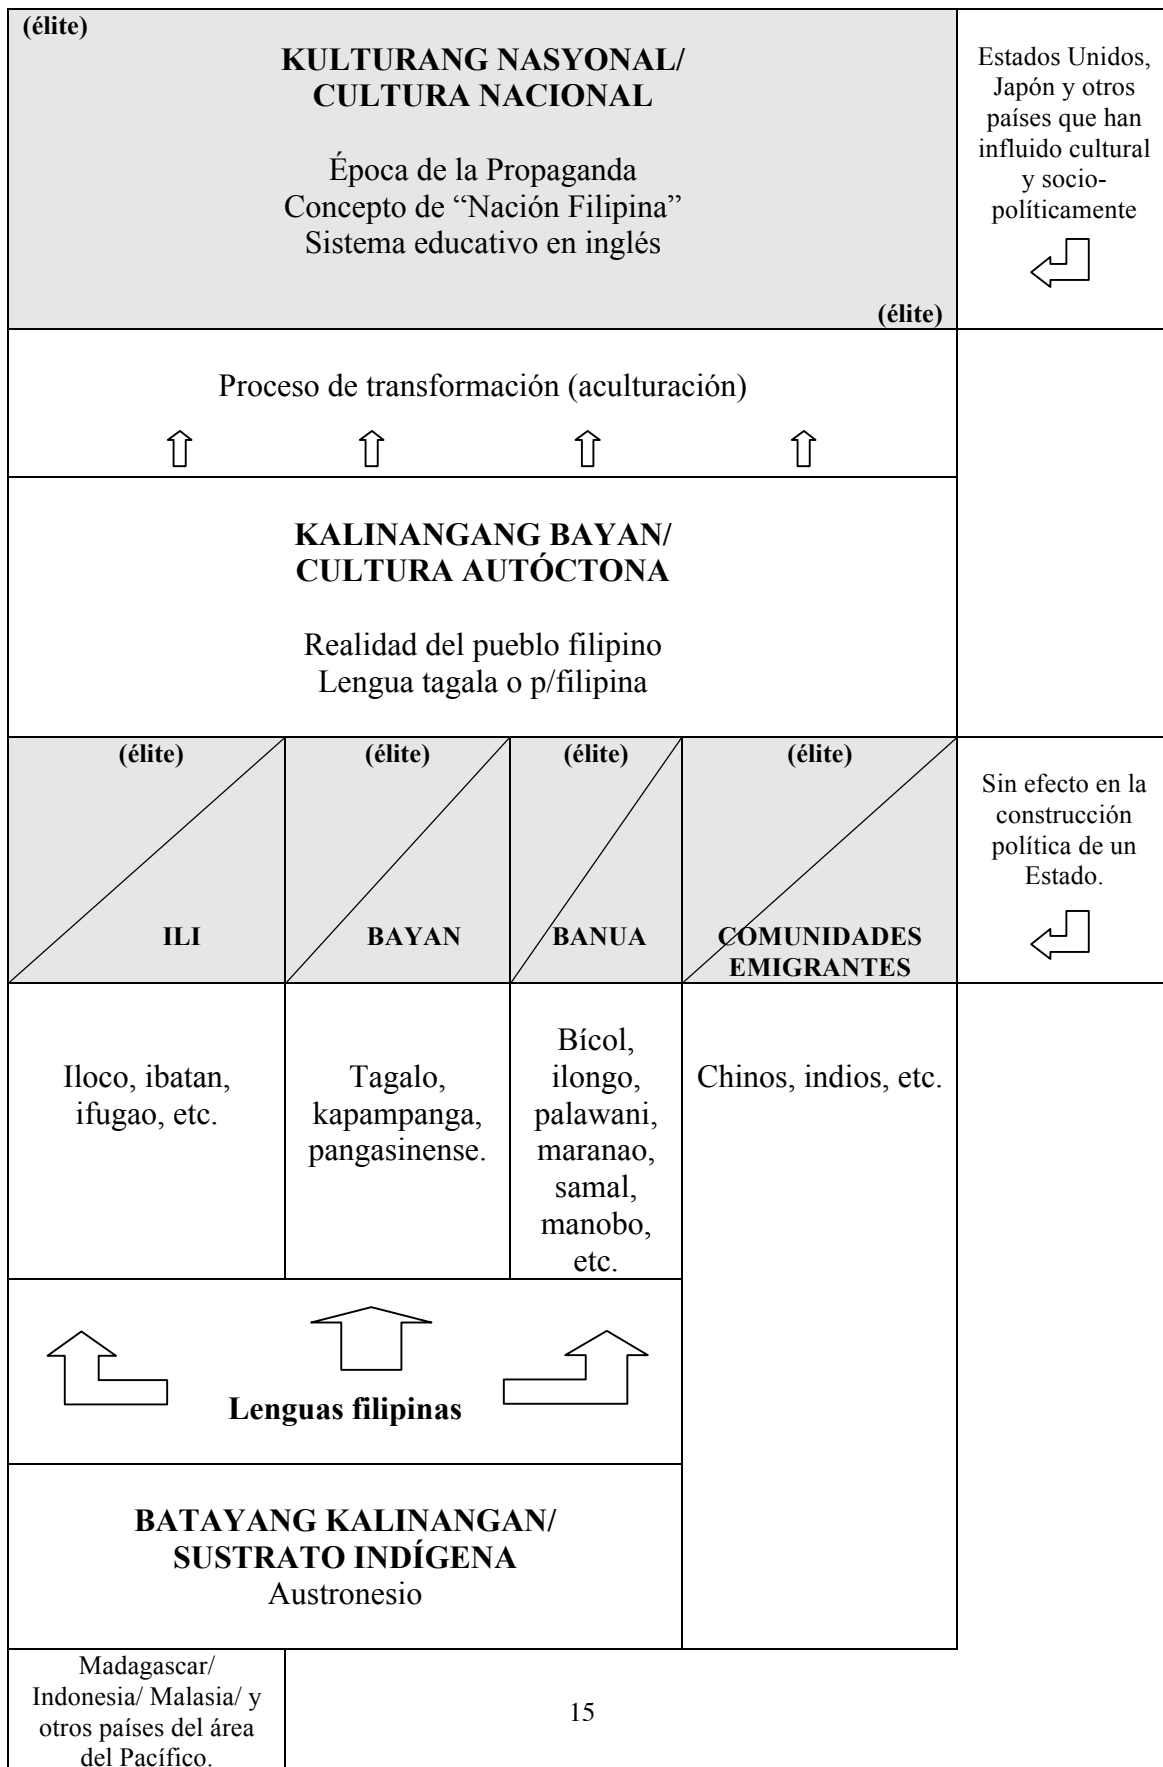 (élite)
KULTURANG NASYONAL/
CULTURA NACIONAL
Época de la Propaganda
Concepto de “Nación Filipina”
Sistema educativo en inglés
(élite)
Estados Unidos,
Japón y otros
países que han
influido cultural
y socio-
políticamente
Proceso de transformación (aculturación)
KALINANGANG BAYAN/
CULTURA AUTÓCTONA
Realidad del pueblo filipino
Lengua tagala o p/filipina
(élite)
ILI
(élite)
BAYAN
(élite)
BANUA
(élite)
COMUNIDADES
EMIGRANTES
Sin efecto en la
construcción
política de un
Estado.
Iloco, ibatan,
ifugao, etc.
Tagalo,
kapampanga,
pangasinense.
Bícol,
ilongo,
palawani,
maranao,
samal,
manobo,
etc.
Chinos, indios, etc.
Lenguas filipinas
BATAYANG KALINANGAN/
SUSTRATO INDÍGENA
Austronesio
Madagascar/
Indonesia/ Malasia/ y
otros países del área
del Pacífico.
15